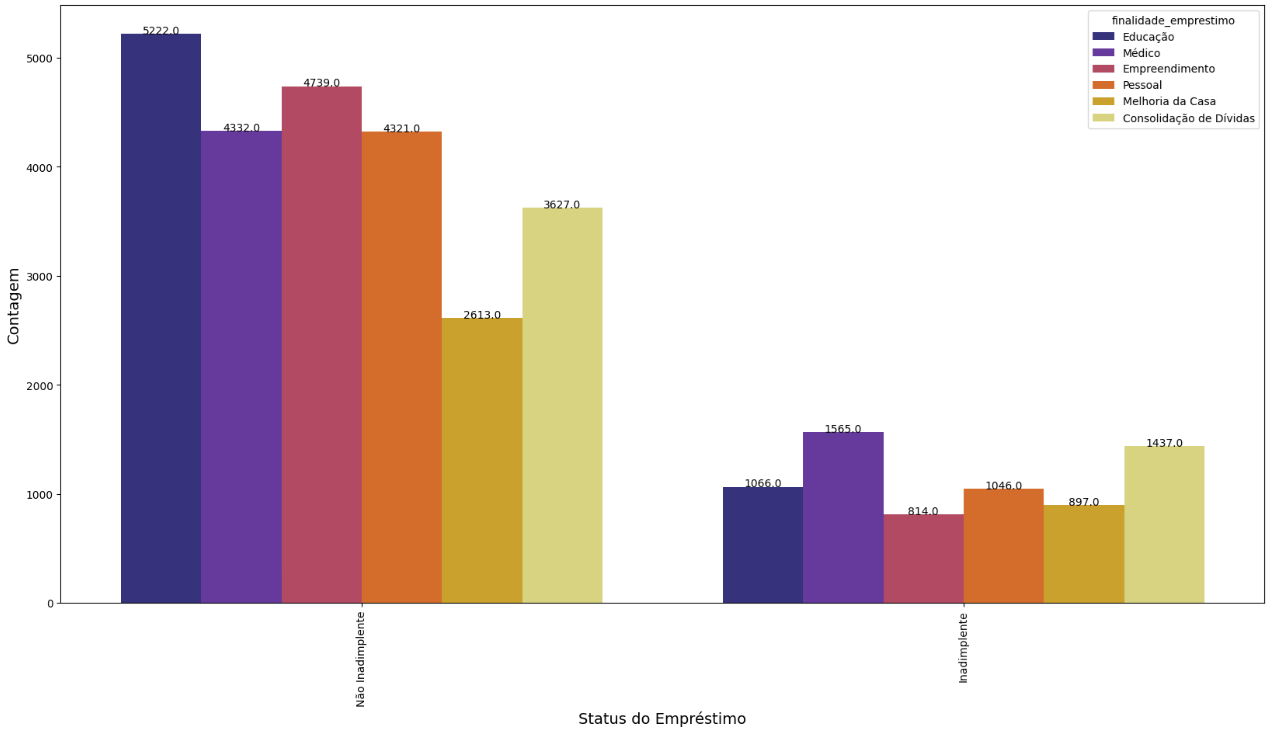 finalidade_emprestimo
Educação
Médico
Empreendimento
Pessoal
Melhoria da Casa
Consolidação de Dívidas
Contagem
5000
4000
3000
2000
1000
0
5222.0
4332.0
4739.0
4321.0
2613.0
3627.0
1066.0
1565.0
814.0
1046.0
897.0
1437.0
Não Inadimplente
Inadimplente
Status do Empréstimo